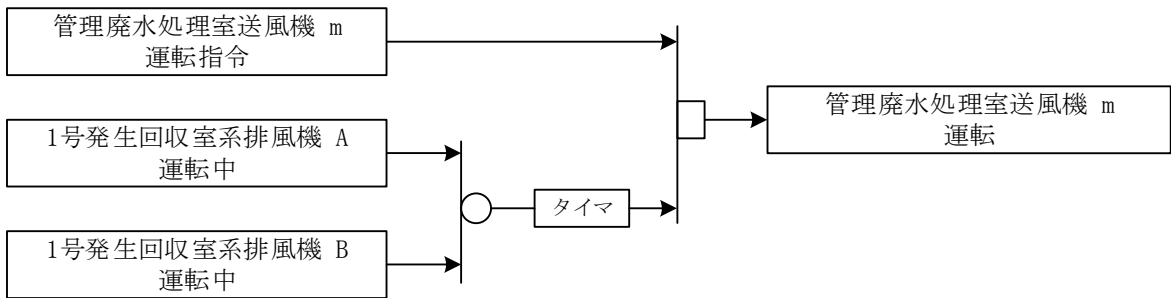 管理廃水処理室送風機 m
運転指令
1号発生回収室系排風機 A
運転中
タイマ
1号発生回収室系排風機 B
運転中
管理廃水処理室送風機 m
運転